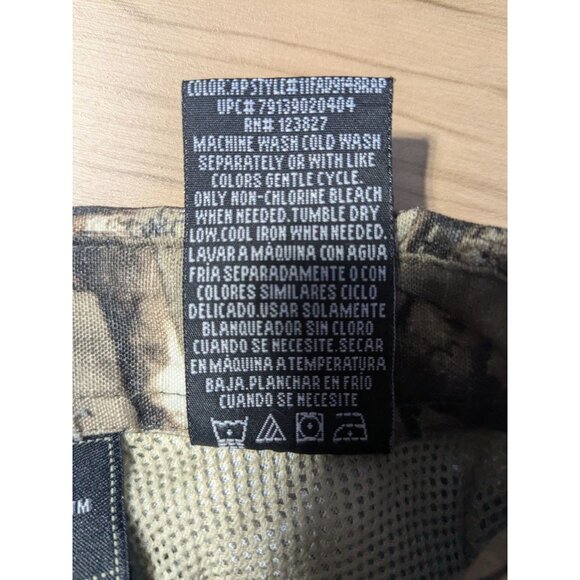 COLOR.AP STYLE#11FAD9148RAP
UPC# 79139020404
RN# 123827
MACHINE WASH COLD WASH
SEPARATELY OR WITH LIKE
COLORS GENTLE CYCLE.
ONLY NON-CHLORINE BLEACH
WHEN NEEDED. TUMBLE DRY
LOW. COOL IRON WHEN NEEDED.
LAVAR A MÁQUINA CON AGUA
FRÍA SEPARADAMENTE O CON
COLORES SIMILARES CICLO
DELICADO. USAR SOLAMENTE
BLANQUEADOR SIN CLORO
CUANDO SE NECESITE. SECAR
EN MÁQUINA A TEMPERATURA
BAJA. PLANCHAR EN FRÍO
CUANDO SE NECESITE
TM